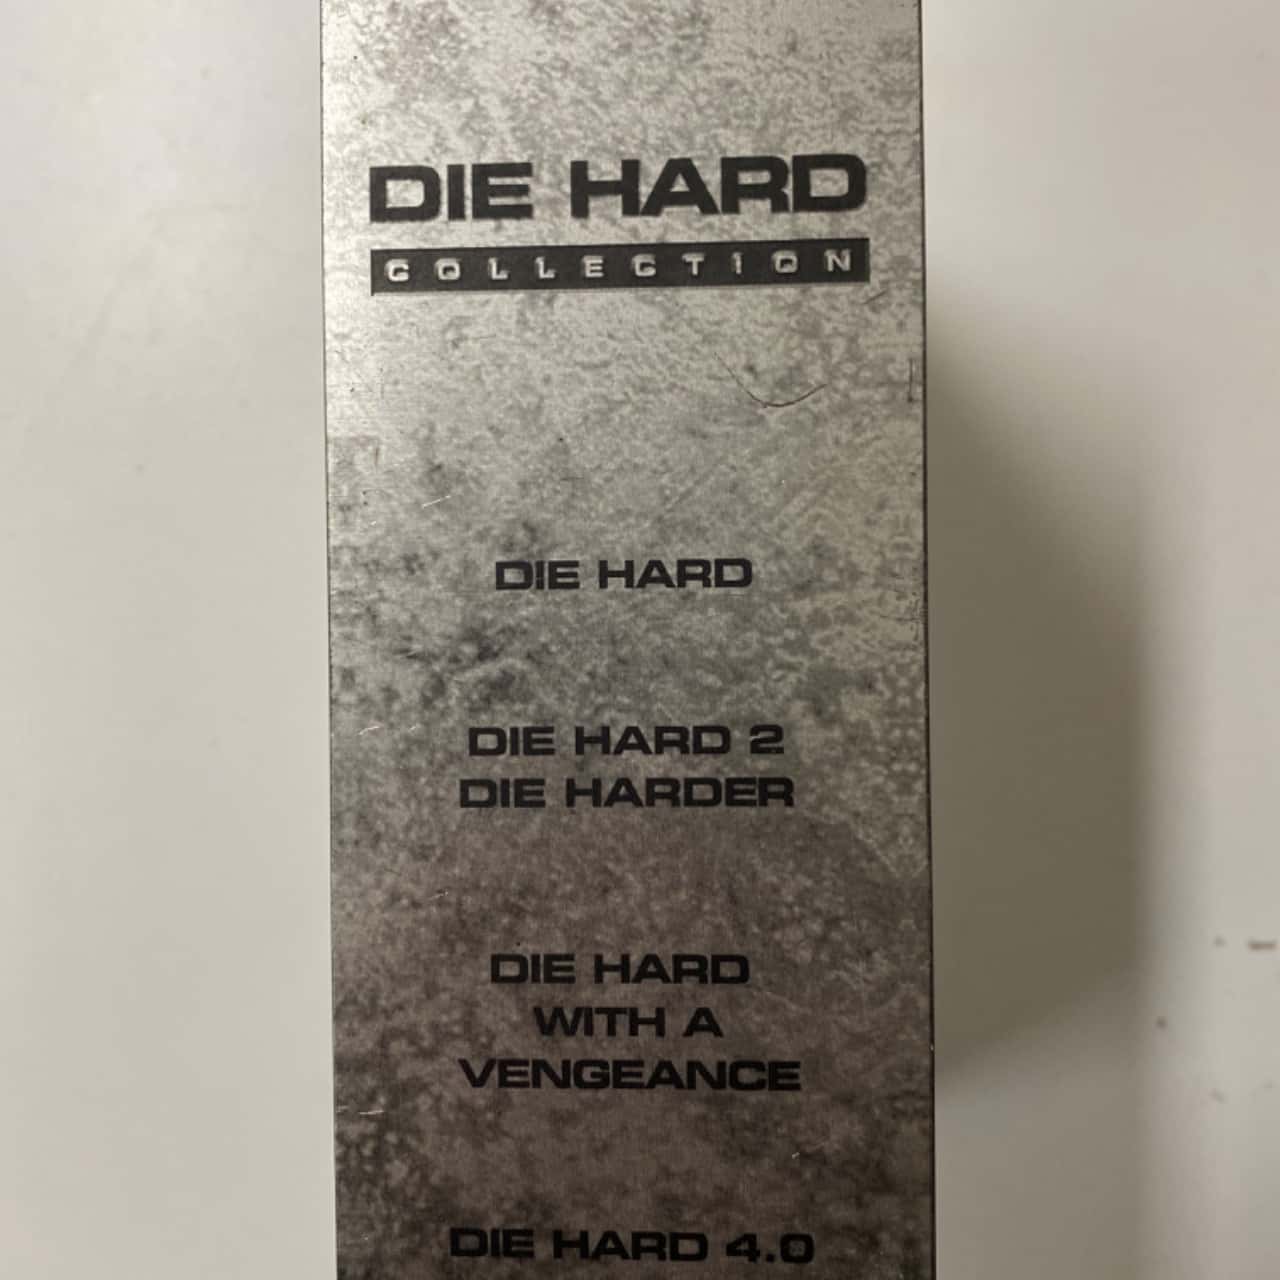 DIE HARD
COLLECTION
DIE HARD
DIE HARD 2
DIE HARDER
DIE HARD
WITH A
VENGEANCE
DIE HARD 4.0